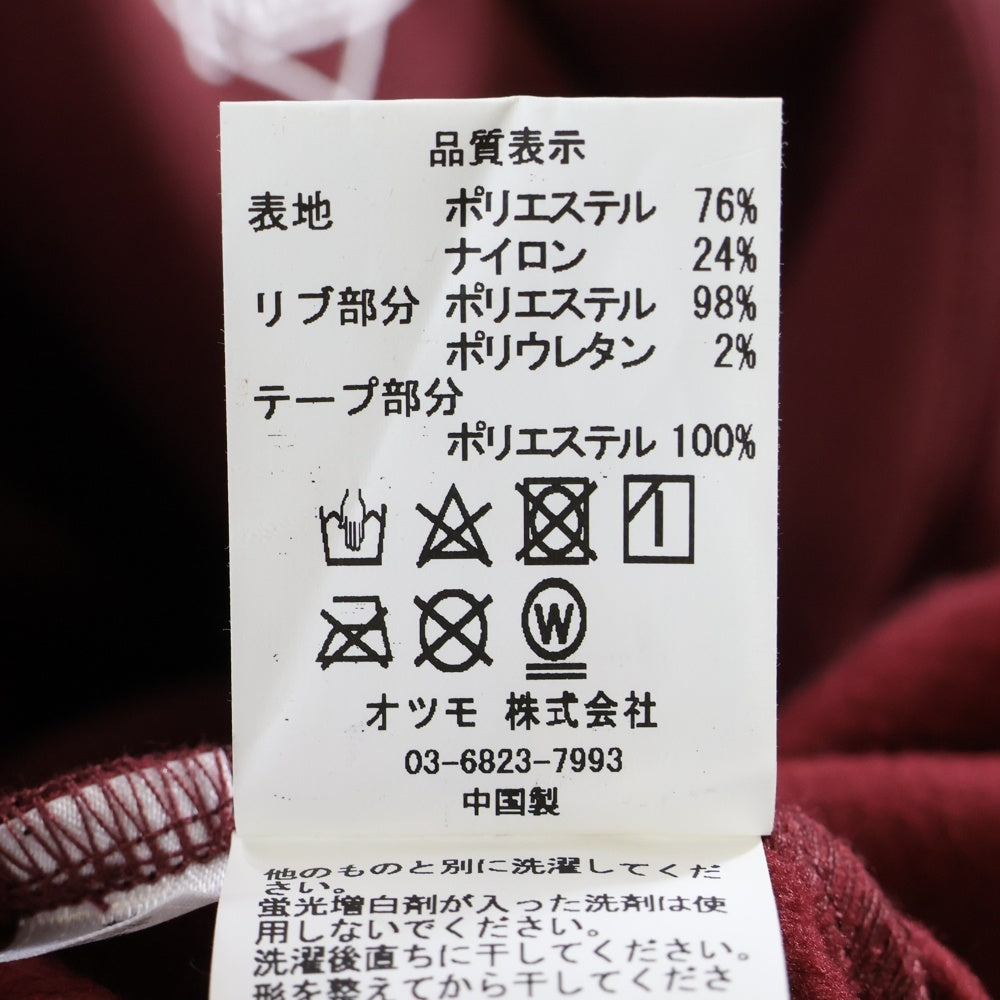 品質表示
表地 ポリエステル 76%
ナイロン 24%
リブ部分 ポリエステル 98%
ポリウレタン 2%
テープ部分
ポリエステル 100%
W
オツモ 株式会社
03-6823-7993
中国製
他のものと別に洗濯してくだ
さい。
蛍光増白剤が入った洗剤は使
用しないでください。
洗濯後直ちに干してください。
形を整えてから干してくださ